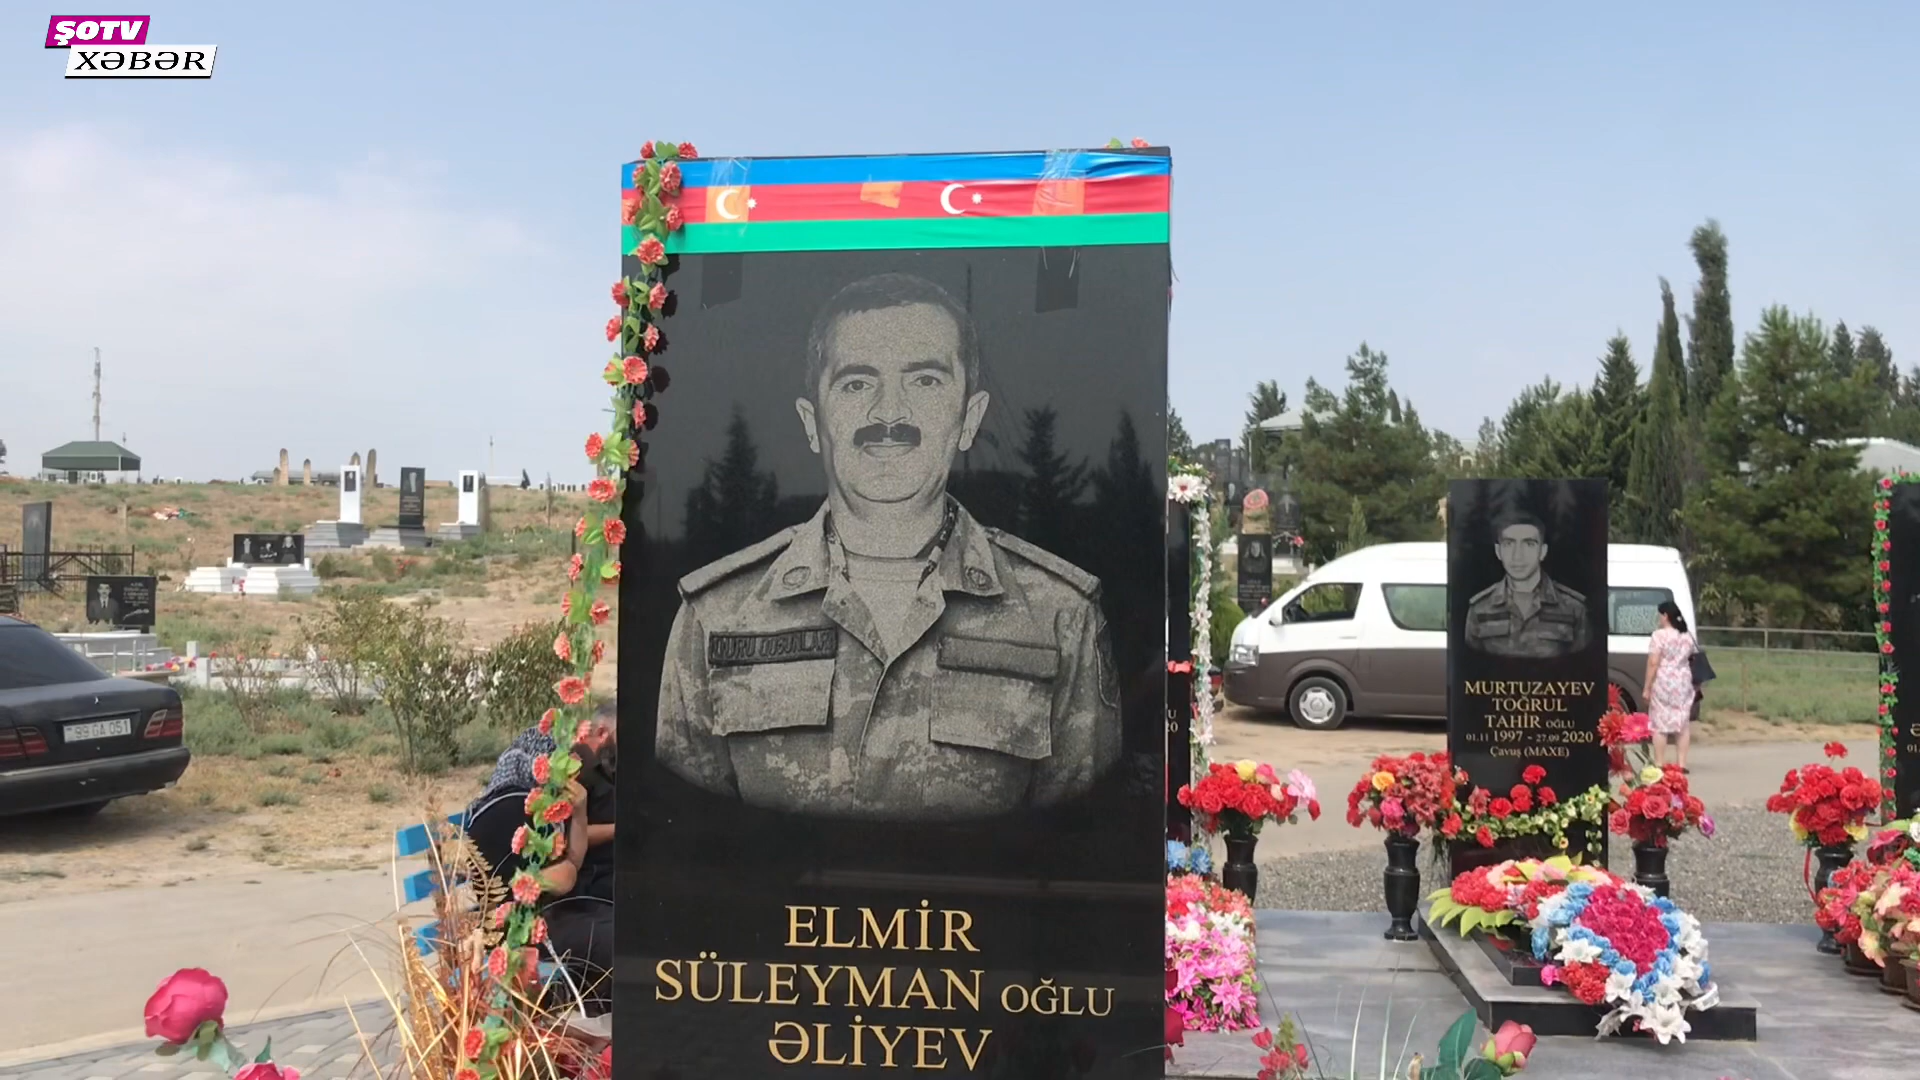 ŞOTV
XƏBƏR
ELMİR
SÜLEYMAN OĞLU
ƏLİYEV
MURTUZAYEV
TOĞRUL
TAHİR OĞLU
01.11 1997 - 27.09 2020
Çavuş (MAXE)
99 GA 051